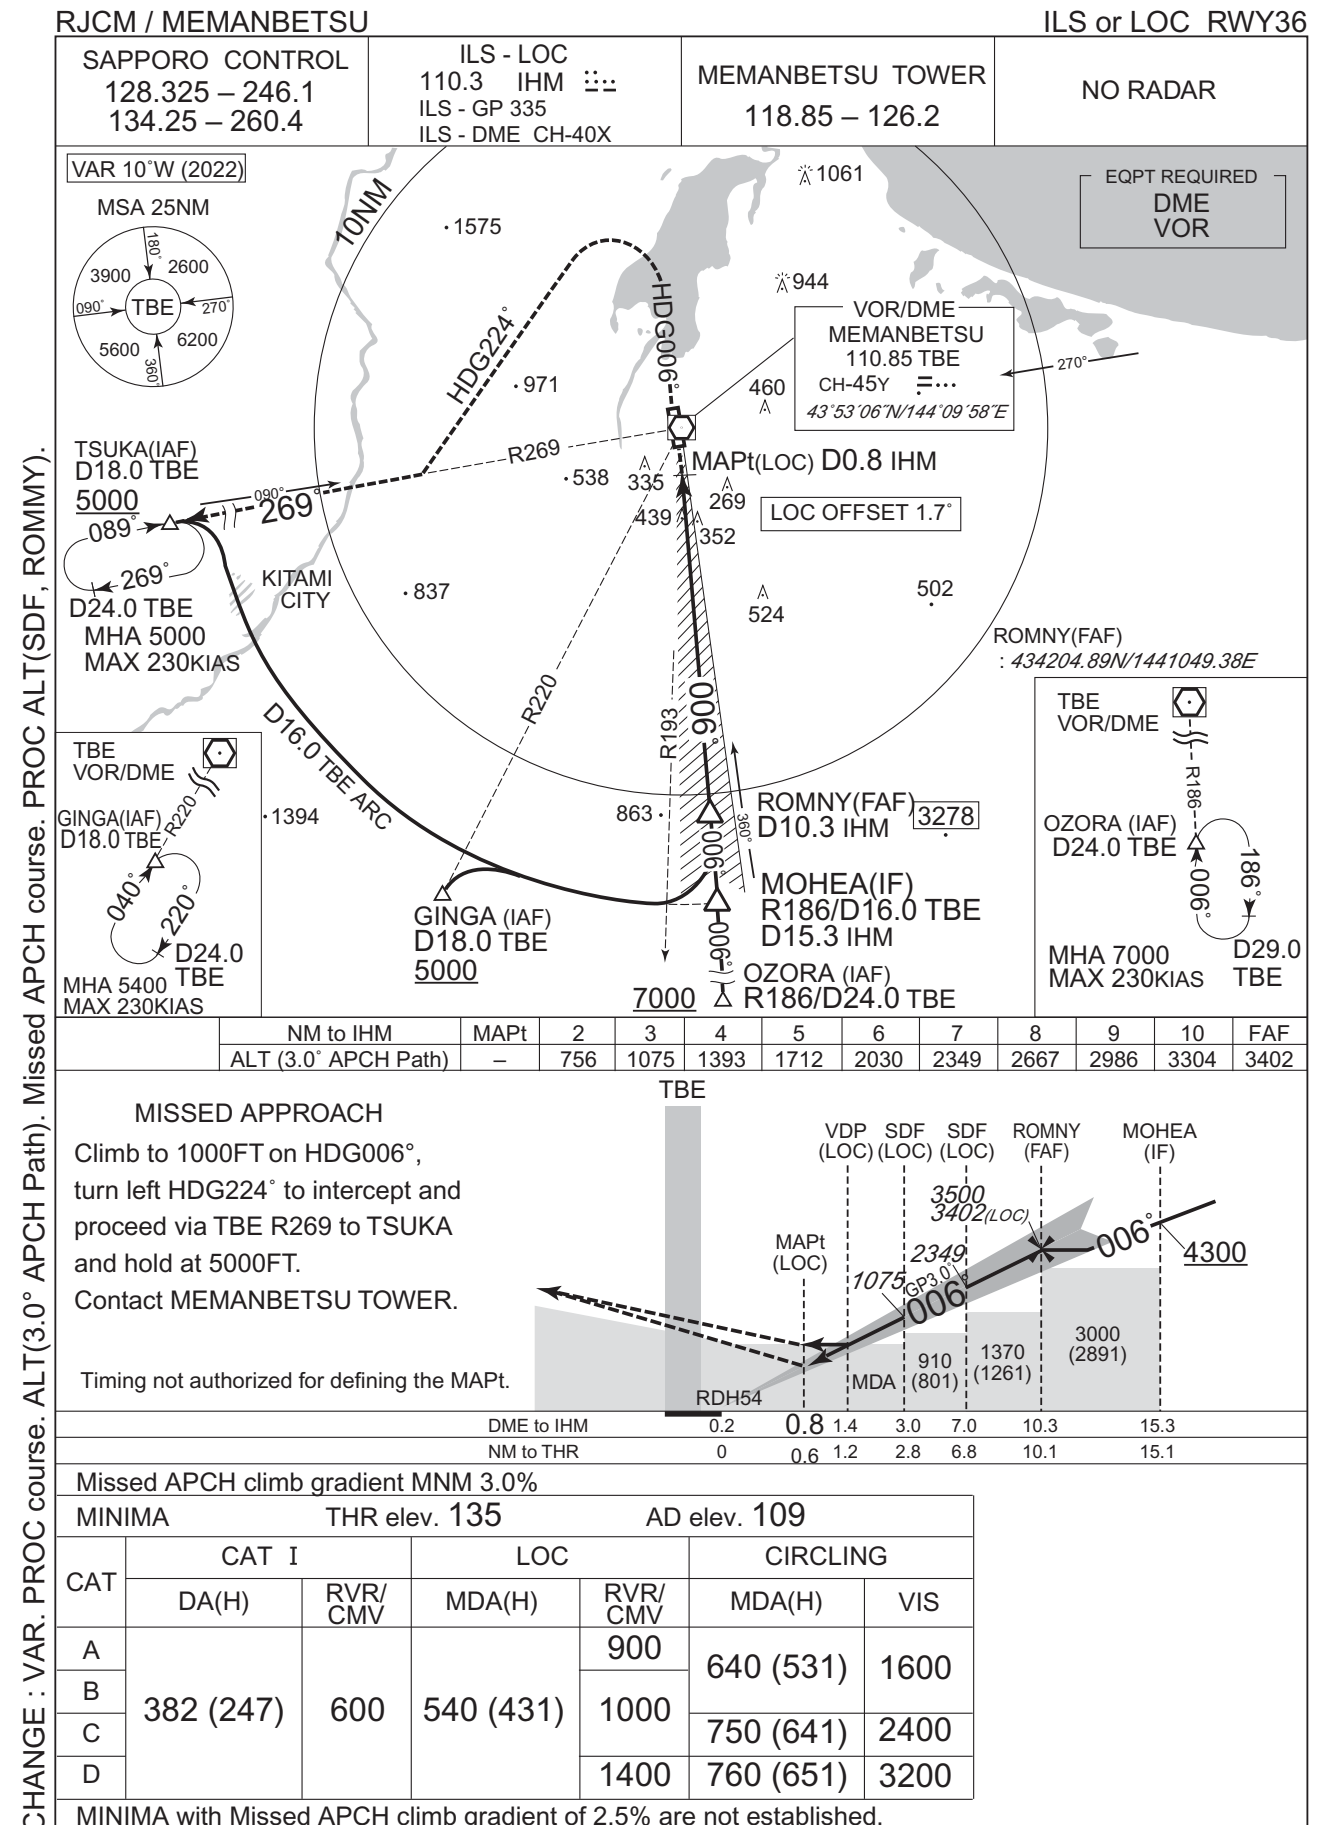 RJCM / MEMANBETSU
ILS or LOC RWY36
SAPPORO CONTROL
128.325 – 246.1
134.25 – 260.4
ILS - LOC
110.3 IHM
ILS - GP 335
ILS - DME CH-40X
MEMANBETSU TOWER
118.85 – 126.2
NO RADAR
VAR 10˚W (2022)
MSA 25NM
180˚
3900
2600
090˚
TBE
270˚
5600
6200
360˚
10NM
1575
1061
EQPT REQUIRED
DME
VOR
944
HDG006˚
HDG224˚
971
VOR/DME
MEMANBETSU
110.85 TBE
CH-45Y
43˚53´06˝N/144˚09´58˝E
270˚
460
TSUKA(IAF)
D18.0 TBE
5000
089˚
269˚
D24.0 TBE
MHA 5000
MAX 230KIAS
090˚
269˚
R269
538
335
MAPt(LOC) D0.8 IHM
269
439
352
LOC OFFSET 1.7˚
KITAMI
CITY
837
524
502
ROMNY(FAF)
: 434204.89N/1441049.38E
D16.0 TBE ARC
R220
R193
006˚
TBE
VOR/DME
GINGA(IAF)
D18.0 TBE
R220
040˚
220˚
D24.0
TBE
MHA 5400
MAX 230KIAS
1394
863
ROMNY(FAF)
D10.3 IHM
3278
360˚
006˚
MOHEA(IF)
R186/D16.0 TBE
D15.3 IHM
GINGA (IAF)
D18.0 TBE
5000
006˚
OZORA (IAF)
7000
R186/D24.0 TBE
TBE
VOR/DME
R186
OZORA (IAF)
D24.0 TBE
006˚
186˚
MHA 7000
MAX 230KIAS
D29.0
TBE
NM to IHM MAPt 2 3 4 5 6 7 8 9 10 FAF
ALT (3.0˚ APCH Path) – 756 1075 1393 1712 2030 2349 2667 2986 3304 3402
MISSED APPROACH
Climb to 1000FT on HDG006°,
turn left HDG224˚ to intercept and
proceed via TBE R269 to TSUKA
and hold at 5000FT.
Contact MEMANBETSU TOWER.
Timing not authorized for defining the MAPt.
TBE
VDP
(LOC)
SDF
(LOC)
SDF
(LOC)
ROMNY
(FAF)
MOHEA
(IF)
3500
3402(LOC)
MAPt
(LOC)
2349
1075
GP3.0˚
006˚
006˚
4300
3000
(2891)
1370
(1261)
910
(801)
MDA
RDH54
DME to IHM 0.2 0.8 1.4 3.0 7.0 10.3 15.3
NM to THR 0 0.6 1.2 2.8 6.8 10.1 15.1
Missed APCH climb gradient MNM 3.0%
MINIMA THR elev. 135 AD elev. 109
CAT
CAT I
LOC
CIRCLING
DA(H)
RVR/
CMV
MDA(H)
RVR/
CMV
MDA(H)
VIS
A
B
C
D
382 (247)
600
540 (431)
900
1000
1400
640 (531)
1600
750 (641)
2400
760 (651)
3200
MINIMA with Missed APCH climb gradient of 2.5% are not established.
CHANGE : VAR. PROC course. ALT(3.0° APCH Path). Missed APCH course. PROC ALT(SDF, ROMMY).